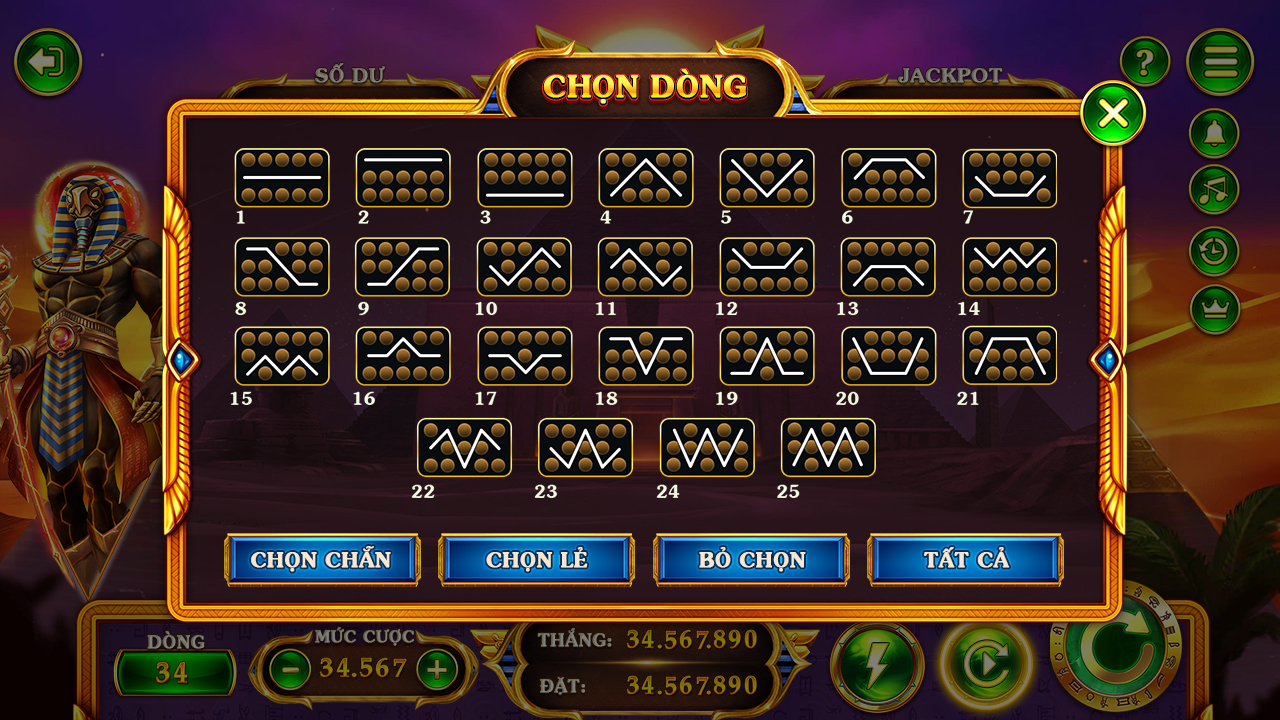 SỐ DƯ
JACKPOT
?
CHỌN DÒNG
1 2 3 4 5 6 7
8 9 10 11 12 13 14
15 16 17 18 19 20 21
22 23 24 25
CHỌN CHẴN
CHỌN LẺ
BỎ CHỌN
TẤT CẢ
DÒNG
34
MỨC CƯỢC
34.567
THẮNG: 34.567.890
ĐẶT: 34.567.890